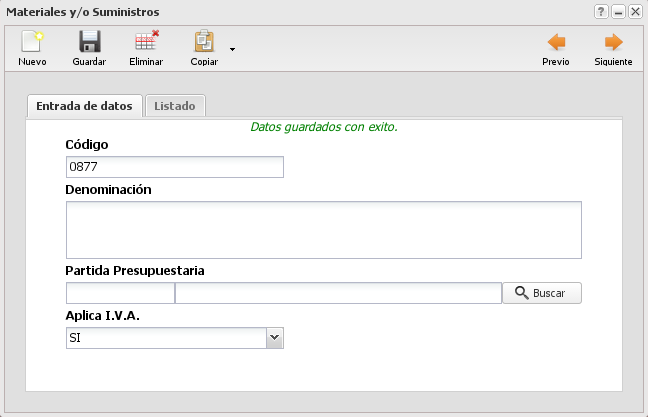 Materiales y/o Suministros
Nuevo Guardar Eliminar Copiar Previo Siguiente
Entrada de datos Listado
Datos guardados con exito.
Código
0877
Denominación
Partida Presupuestaria
Buscar
Aplica I.V.A.
SI